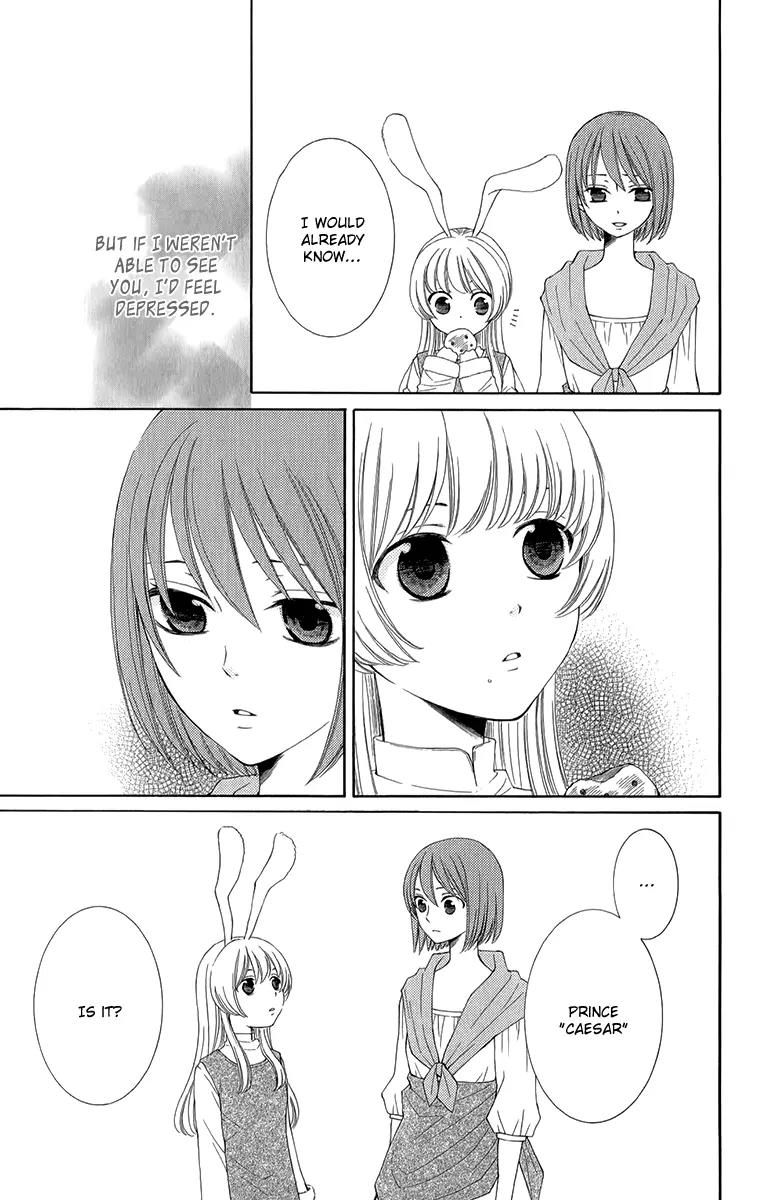 I WOULD
ALREADY
KNOW...
BUT IF I WEREN'T
ABLE TO SEE
YOU, I'D FEEL
DEPRESSED.
...
PRINCE
"CAESAR"
IS IT?